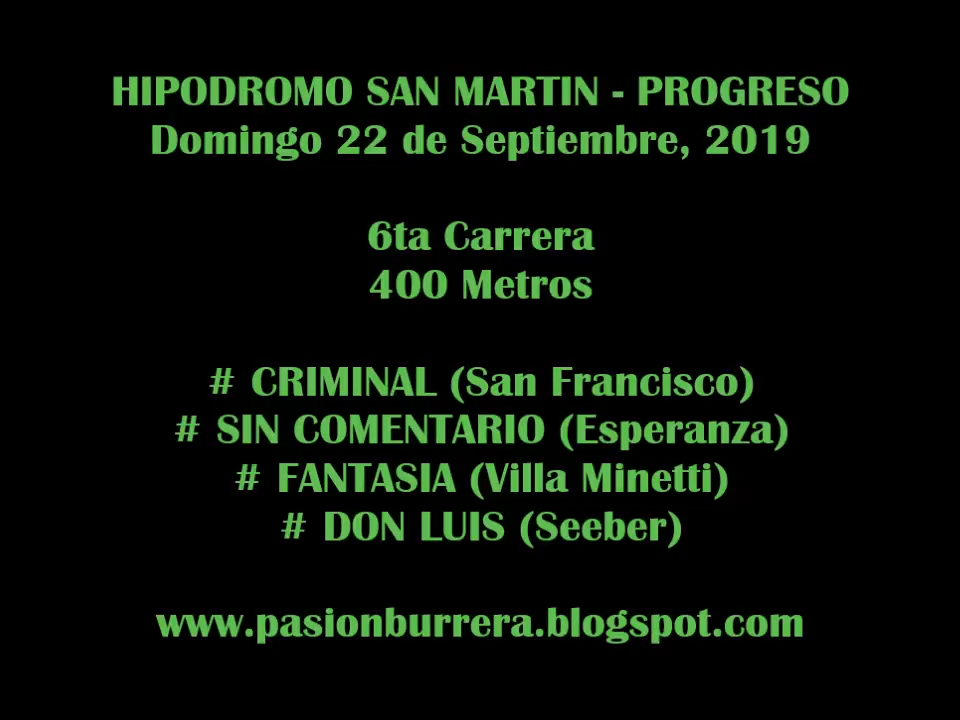 HIPODROMO SAN MARTIN - PROGRESO
Domingo 22 de Septiembre, 2019
6ta Carrera
400 Metros
# CRIMINAL (San Francisco)
# SIN COMENTARIO (Esperanza)
# FANTASIA (Villa Minetti)
# DON LUIS (Seeber)
www.pasionburrera.blogspot.com